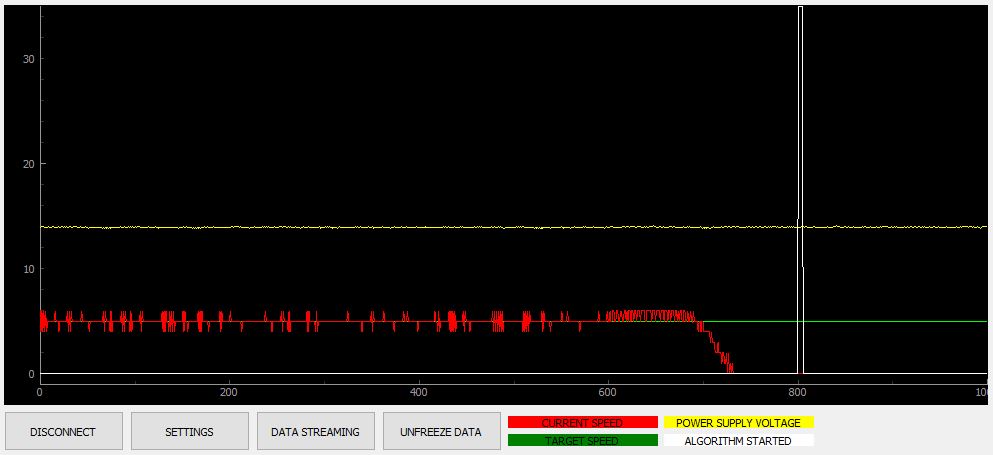 30
20
10
0
0 200 400 600 800 100
DISCONNECT SETTINGS DATA STREAMING UNFREEZE DATA CURRENT SPEED POWER SUPPLY VOLTAGE
TARGET SPEED ALGORITHM STARTED